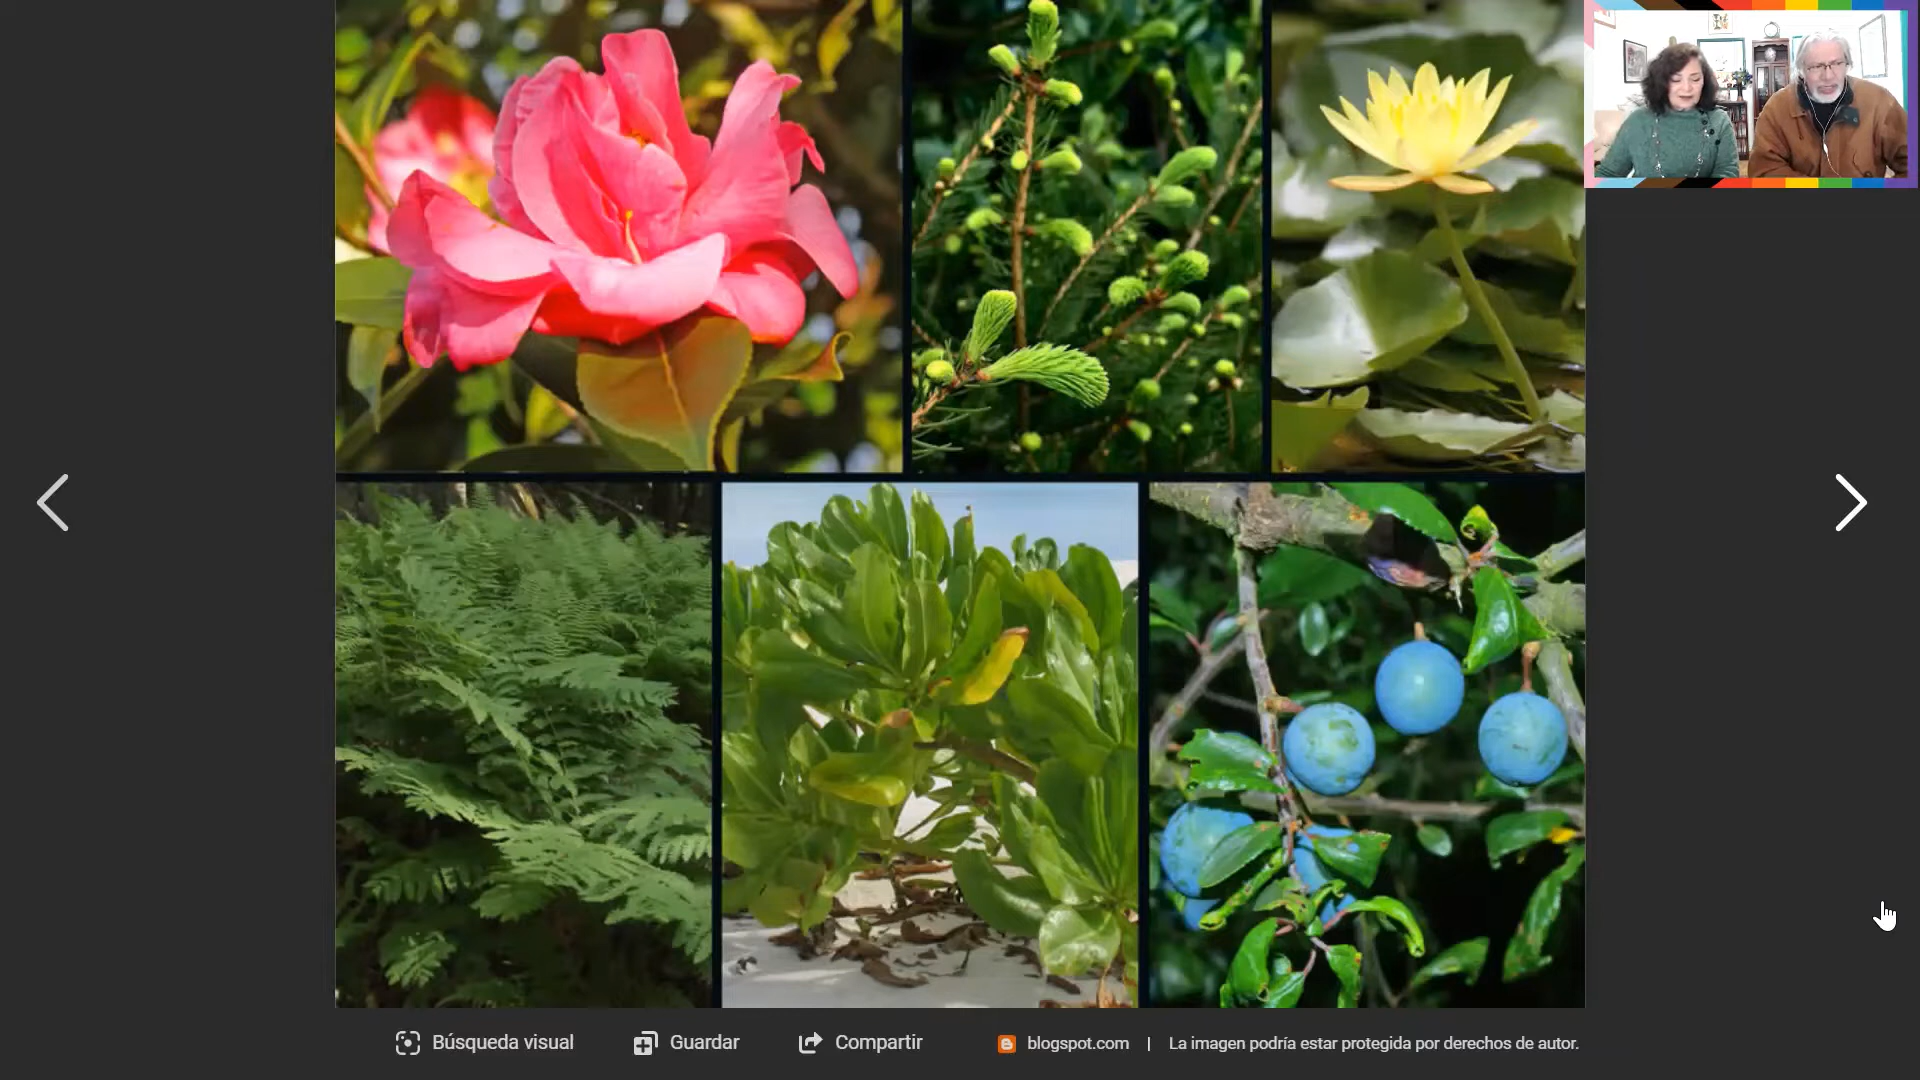 Búsqueda visual
Guardar
Compartir
blogspot.com | La imagen podría estar protegida por derechos de autor.